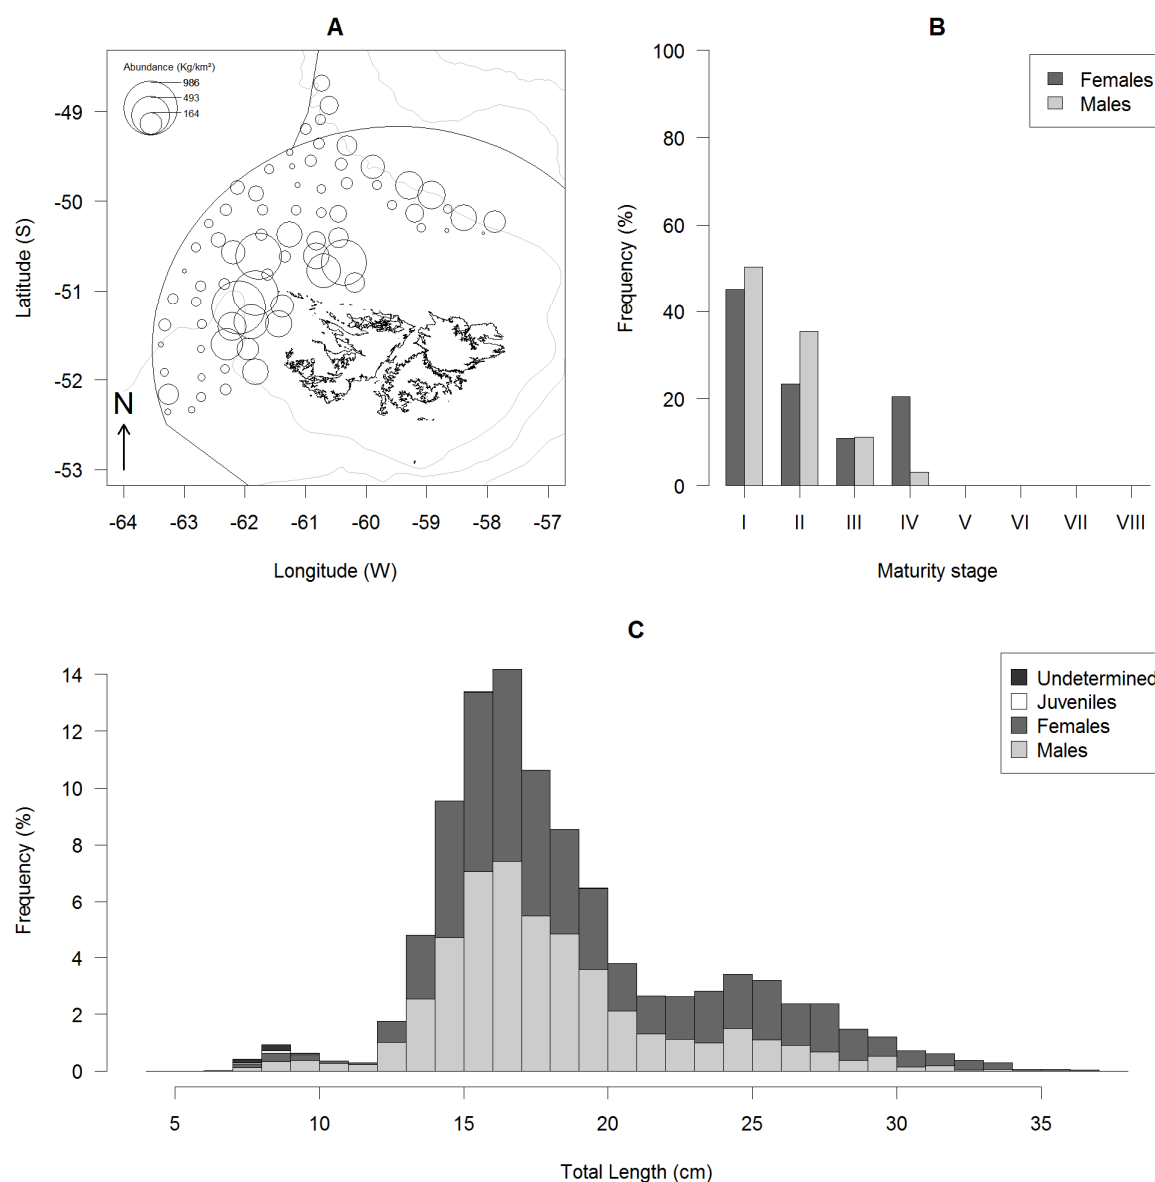 A
Abundance (Kg/km²)
986
493
164
-49
-50
-51
-52
-53
Latitude (S)
N
-64 -63 -62 -61 -60 -59 -58 -57
Longitude (W)
B
100
80
60
40
20
0
Frequency (%)
Females
Males
I II III IV V VI VII VIII
Maturity stage
C
14
12
10
8
6
4
2
0
Frequency (%)
Undetermined
Juveniles
Females
Males
5 10 15 20 25 30 35
Total Length (cm)